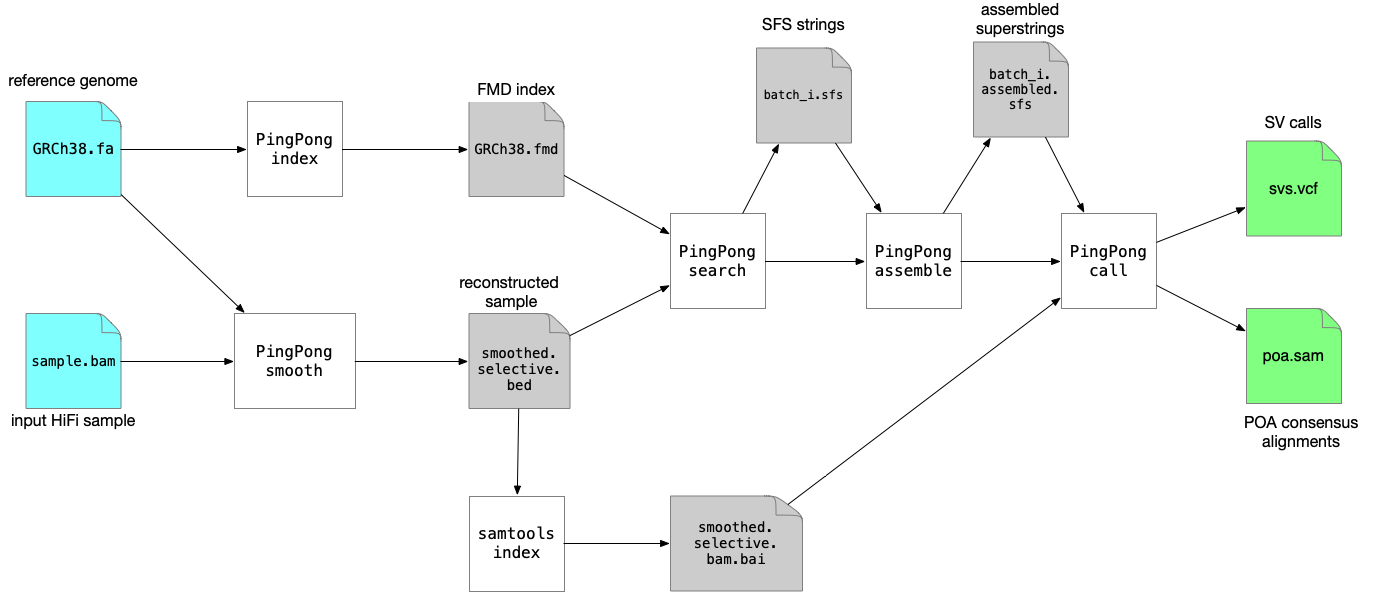 assembled
superstrings
SFS strings
batch_i.
assembled.
sfs
reference genome
FMD index
batch_i.sfs
SV calls
GRCh38.fa
PingPong
index
GRCh38.fmd
svs.vcf
PingPong
search
PingPong
assemble
PingPong
call
reconstructed
sample
sample.bam
PingPong
smooth
smoothed.
selective.
bed
poa.sam
input HiFi sample
POA consensus
alignments
samtools
index
smoothed.
selective.
bam.bai